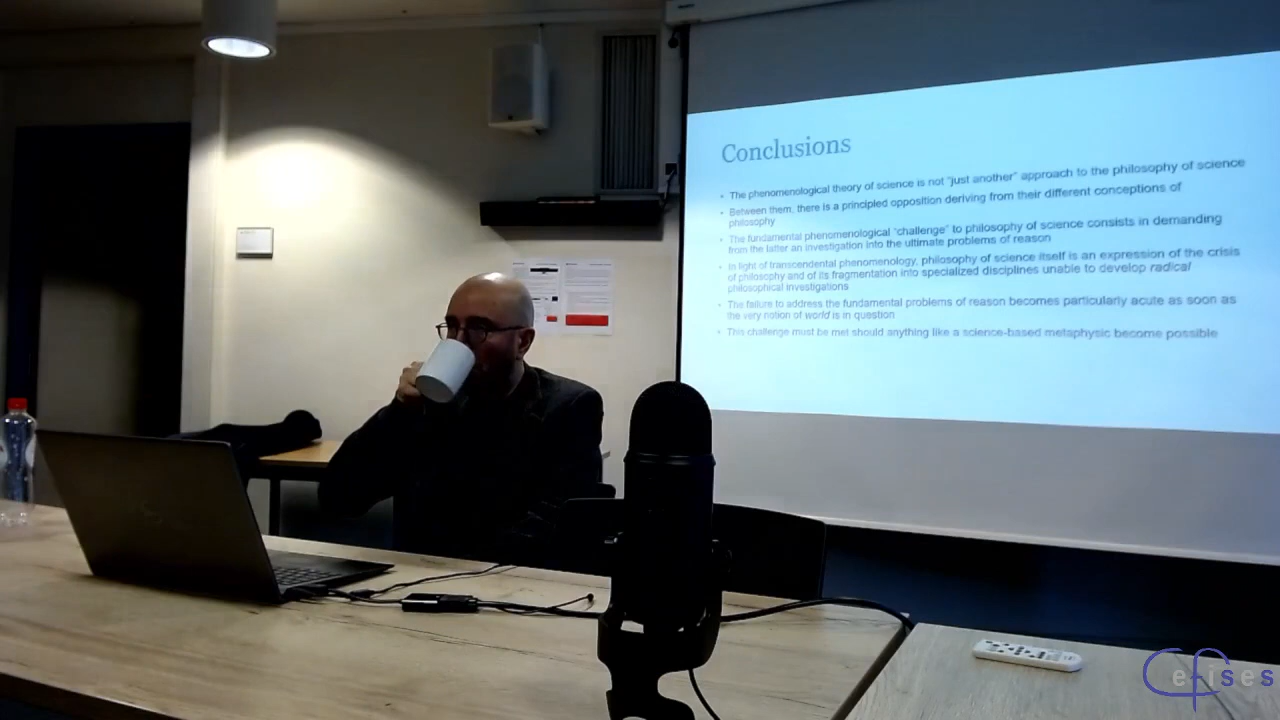 Conclusions
• The phenomenological theory of science is not "just another" approach to the philosophy of science
• Between them, there is a principled opposition deriving from their different conceptions of
philosophy
• The fundamental phenomenological "challenge" to philosophy of science consists in demanding
from the latter an investigation into the ultimate problems of reason
• In light of transcendental phenomenology, philosophy of science itself is an expression of the crisis
of philosophy and of its fragmentation into specialized disciplines unable to develop radical
philosophical investigations
• The failure to address the fundamental problems of reason becomes particularly acute as soon as
the very notion of world is in question
• This challenge must be met should anything like a science-based metaphysic become possible
Cefises